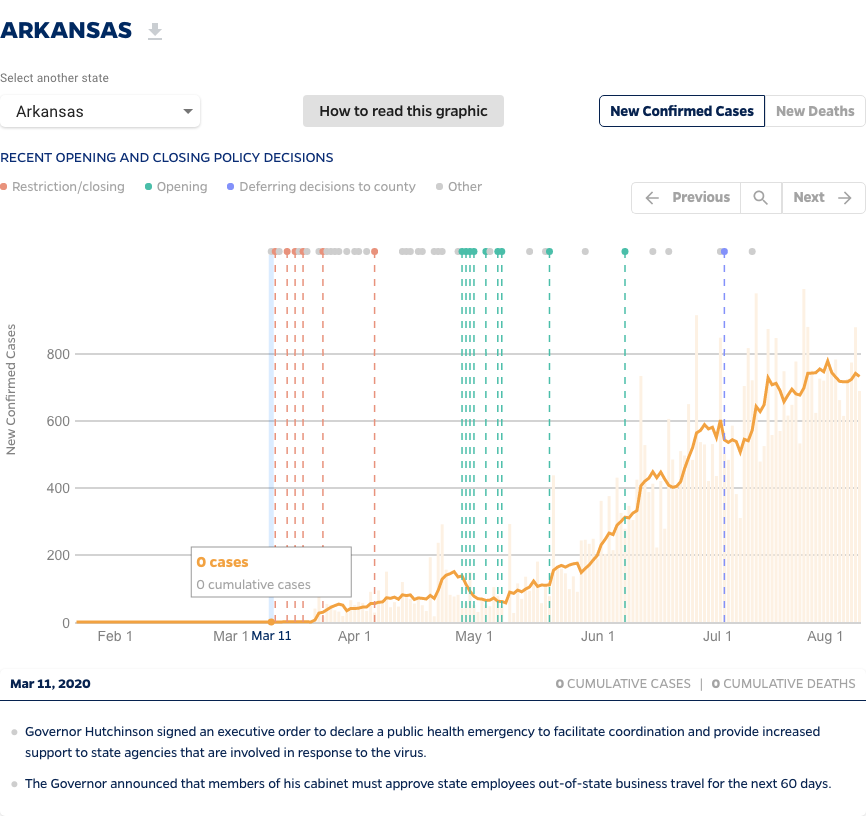 ARKANSAS
Select another state
Arkansas
How to read this graphic
New Confirmed Cases
New Deaths
RECENT OPENING AND CLOSING POLICY DECISIONS
Restriction/closing
Opening
Deferring decisions to county
Other
Previous
Next
New Confirmed Cases
800
600
400
200
0
0 cases
0 cumulative cases
Feb 1
Mar 1
Mar 11
Apr 1
May 1
Jun 1
Jul 1
Aug 1
Mar 11, 2020
0 CUMULATIVE CASES | 0 CUMULATIVE DEATHS
Governor Hutchinson signed an executive order to declare a public health emergency to facilitate coordination and provide increased
support to state agencies that are involved in response to the virus.
The Governor announced that members of his cabinet must approve state employees out-of-state business travel for the next 60 days.